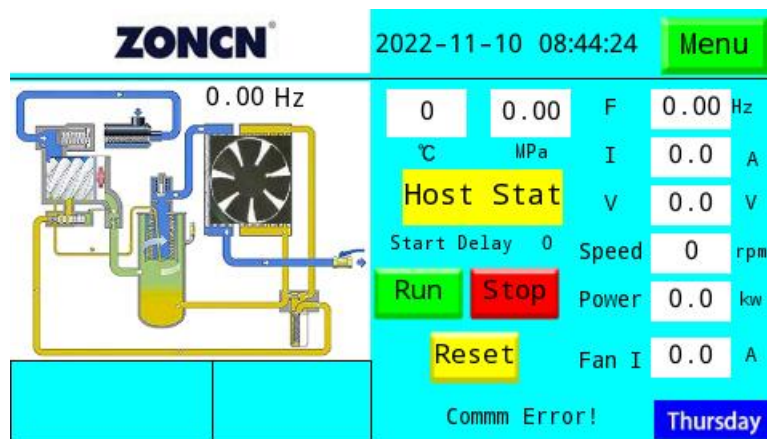 ZONCN
2022-11-10 08:44:24 Menu
0.00 Hz
0 0.00 F 0.00 Hz
℃ MPa I 0.0 A
Host Stat V 0.0 V
Start Delay 0 Speed 0 rpm
Run Stop Power 0.0 kw
Reset Fan I 0.0 A
Commm Error! Thursday